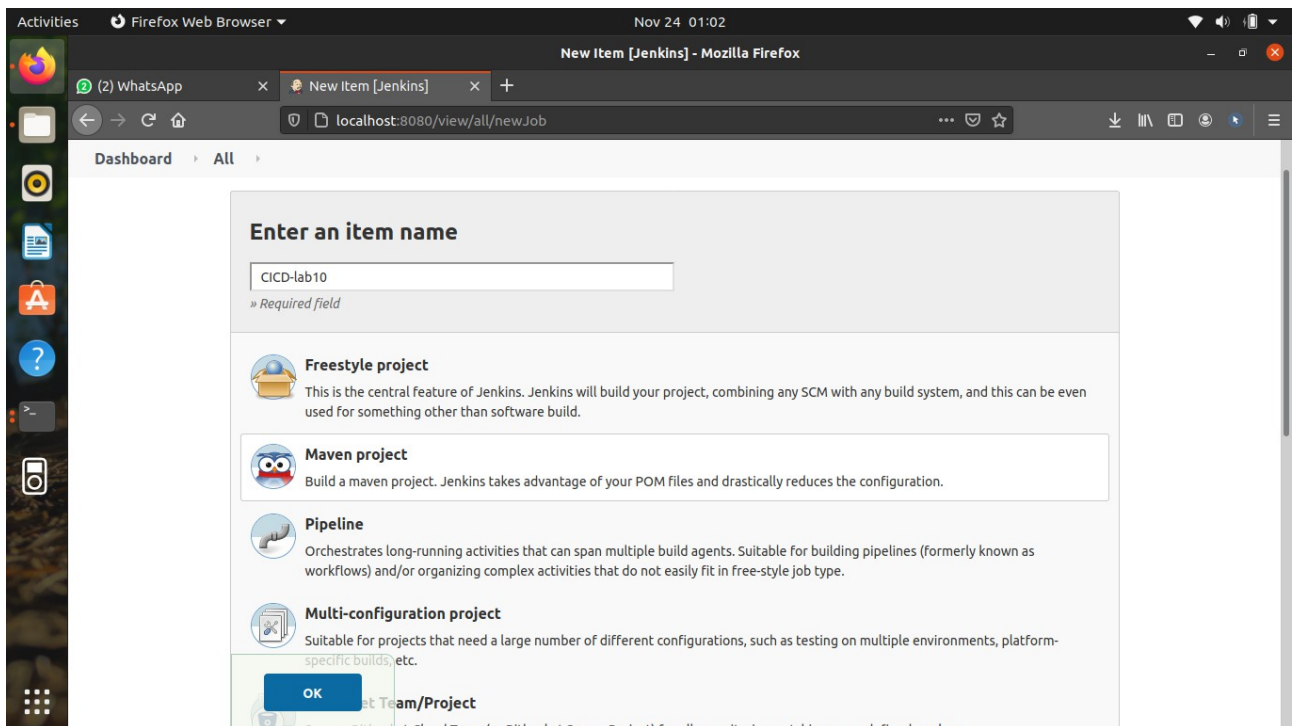 Activities Firefox Web Browser Nov 24 01:02
New Item [Jenkins] - Mozilla Firefox
(2) WhatsApp New Item [Jenkins]
localhost:8080/view/all/newJob
Dashboard All
Enter an item name
CICD-lab10
» Required field
Freestyle project
This is the central feature of Jenkins. Jenkins will build your project, combining any SCM with any build system, and this can be even
used for something other than software build.
Maven project
Build a maven project. Jenkins takes advantage of your POM files and drastically reduces the configuration.
Pipeline
Orchestrates long-running activities that can span multiple build agents. Suitable for building pipelines (formerly known as
workflows) and/or organizing complex activities that do not easily fit in free-style job type.
Multi-configuration project
Suitable for projects that need a large number of different configurations, such as testing on multiple environments, platform-
specific builds, etc.
OK
Team/Project